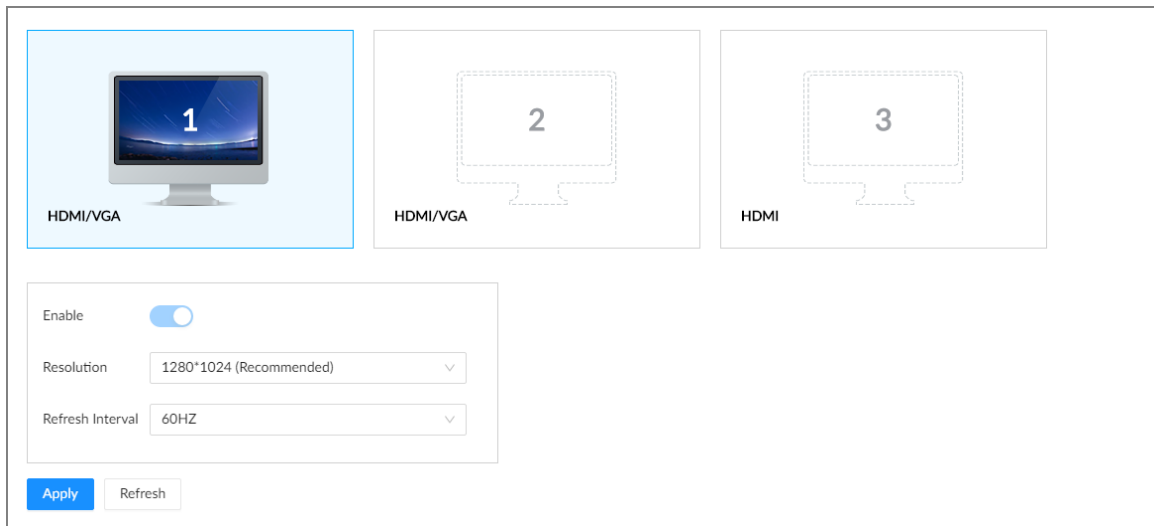 1
2
3
HDMI/VGA
HDMI/VGA
HDMI
Enable
Resolution
1280*1024 (Recommended)
Refresh Interval
60HZ
Apply
Refresh